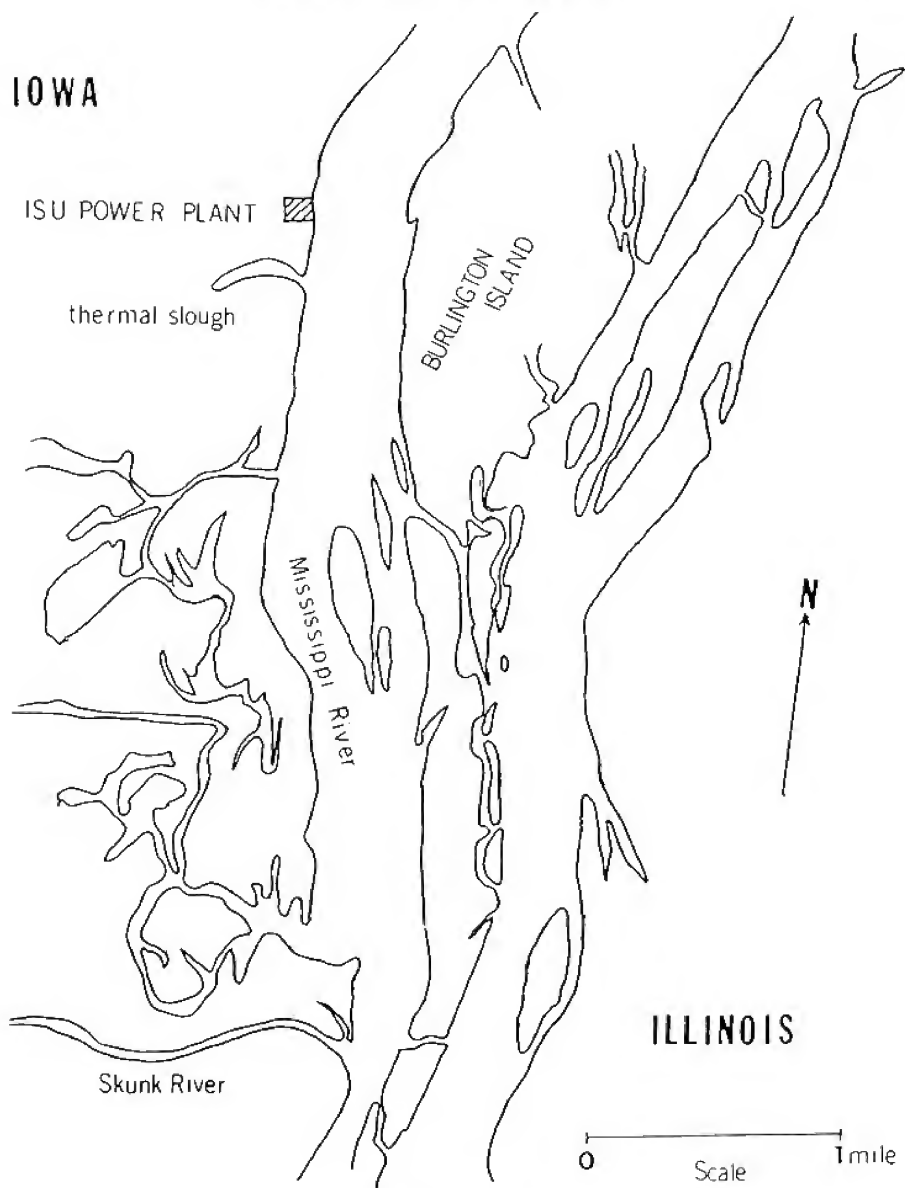 IOWA
ISU POWER PLANT
thermal slough
BURLINGTON
ISLAND
Mississippi River
N
ILLINOIS
Skunk River
0 1 mile
Scale